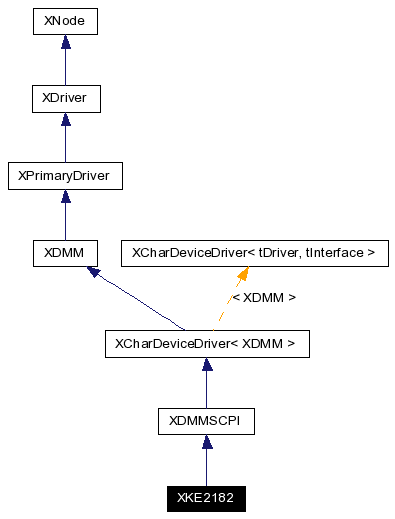 XNode
XDriver
XPrimaryDriver
XDMM
XCharDeviceDriver< tDriver, tInterface >
< XDMM >
XCharDeviceDriver< XDMM >
XDMMSCPI
XKE2182